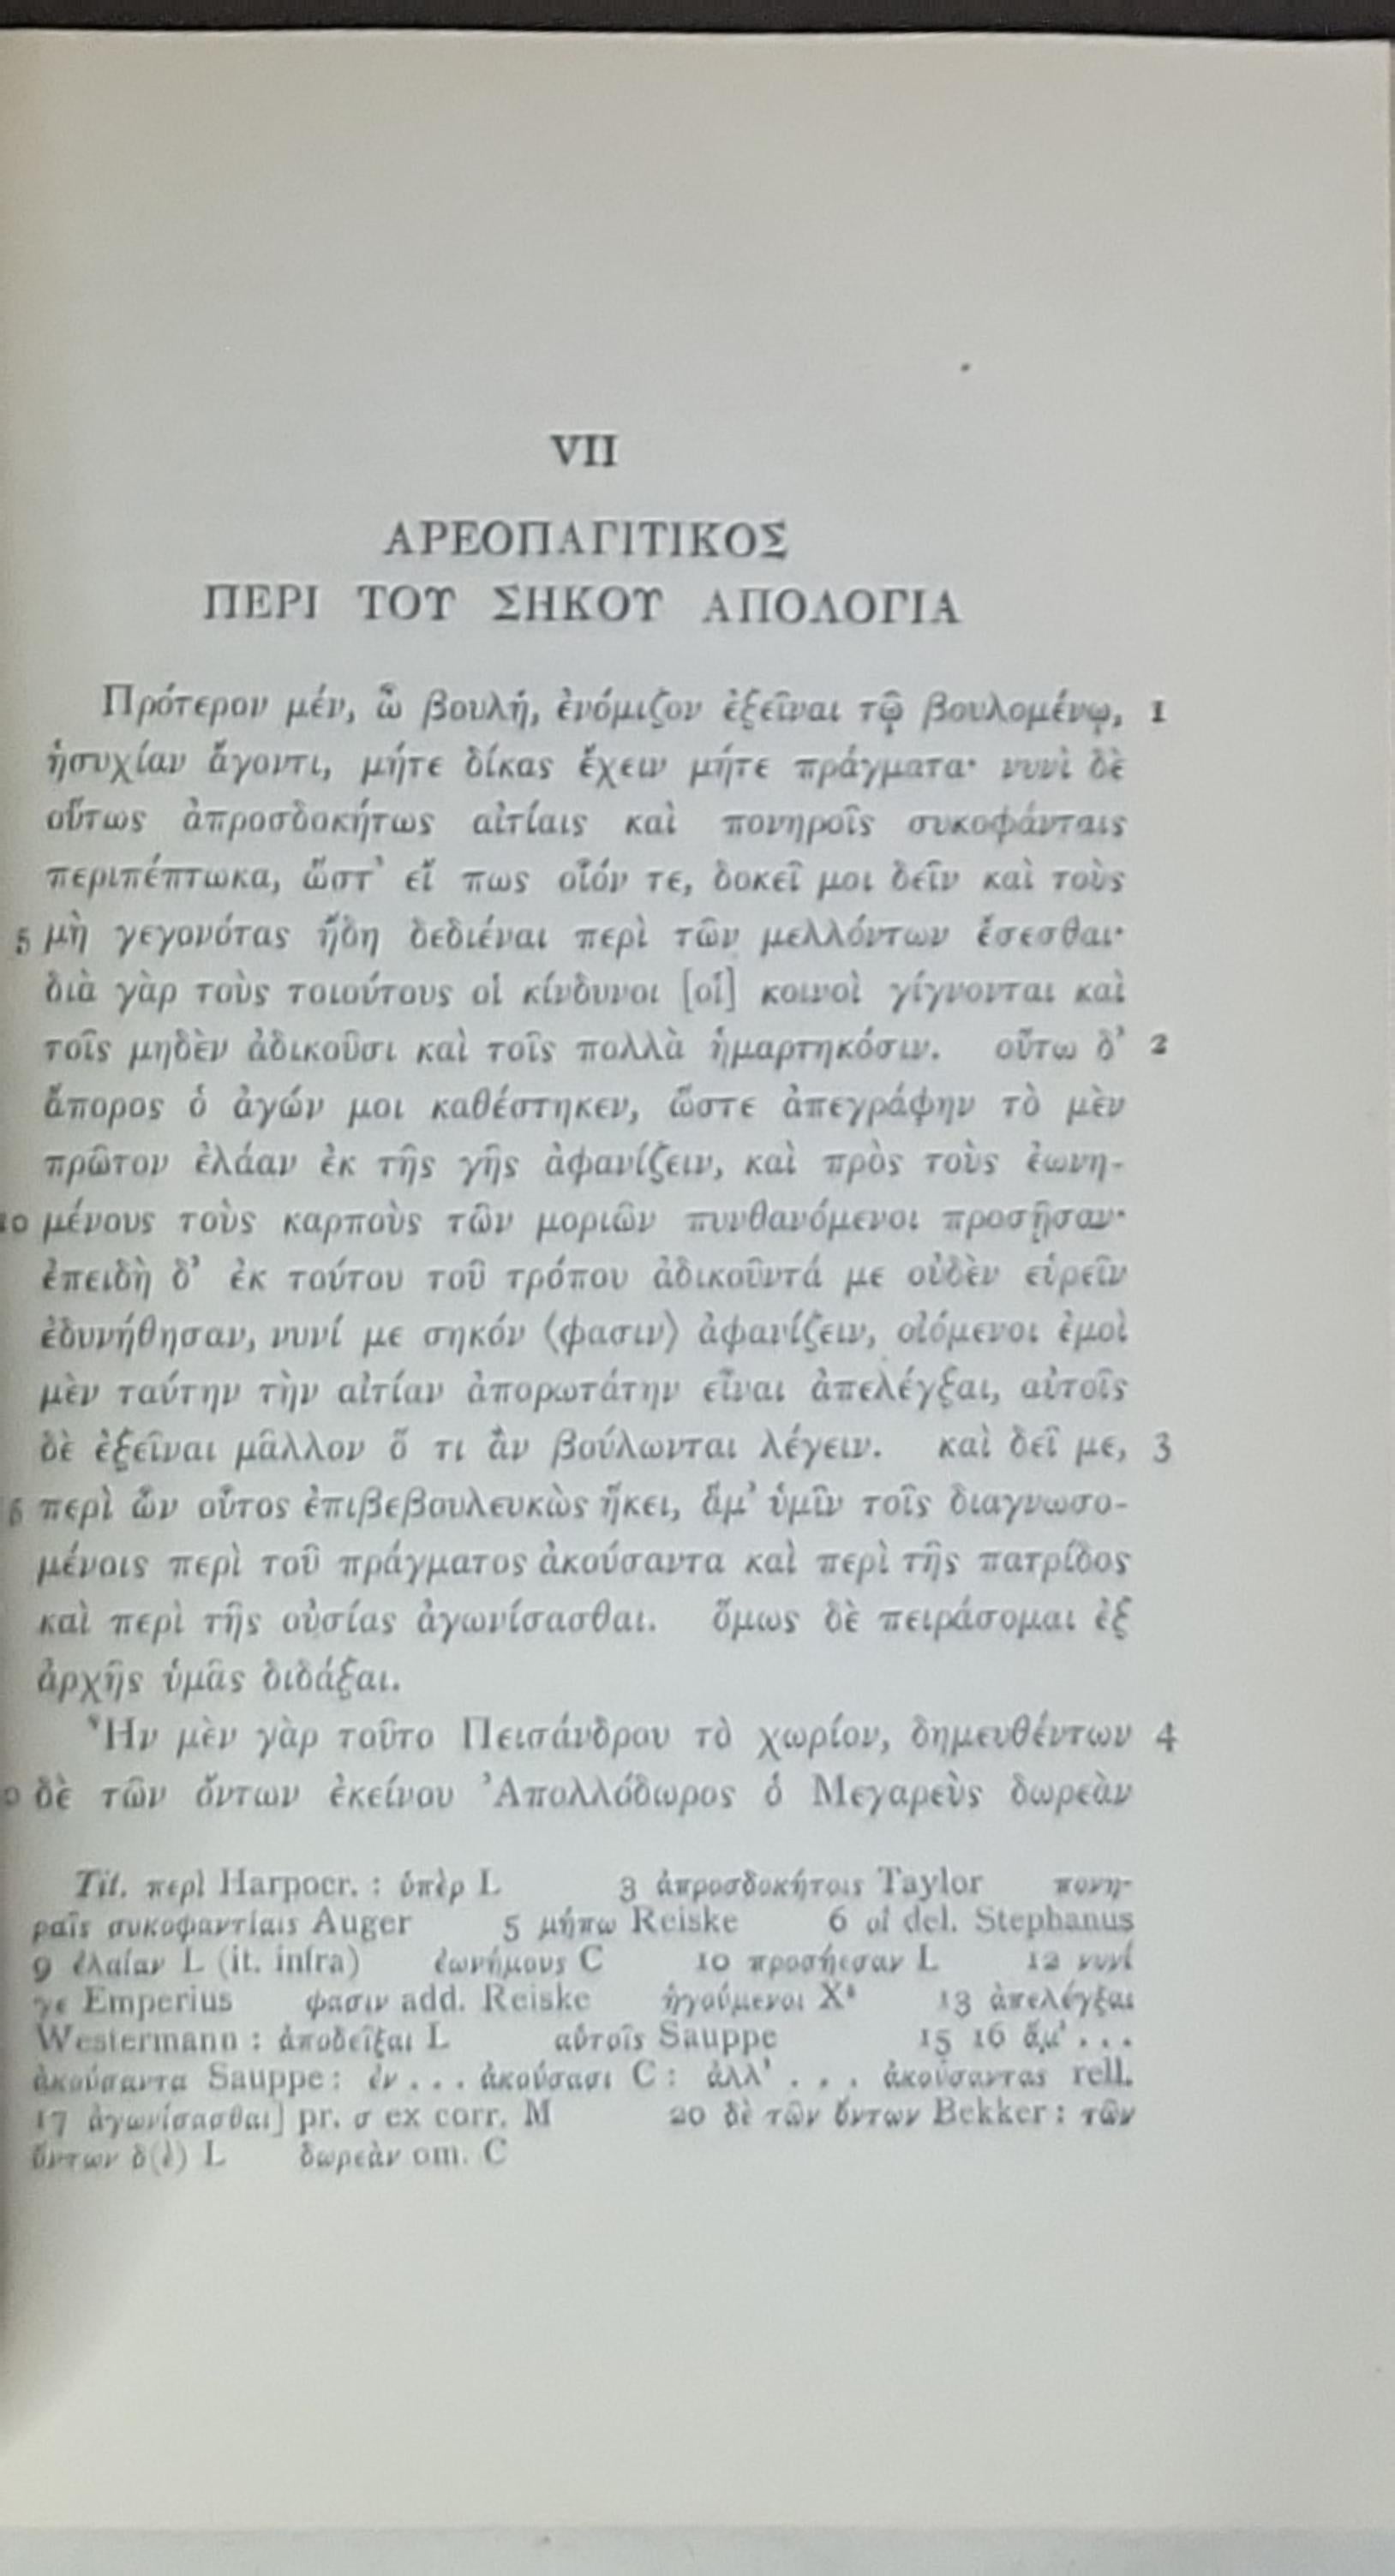 VII
ΑΡΕΟΠΑΓΙΤΙΚΟΣ
ΠΕΡΙ ΤΟΥ ΣΗΚΟΥ ΑΠΟΛΟΓΙΑ
Πρότερον μέν, ὦ βουλή, ἐνόμιζον ἐξεῖναι τῷ βουλομένῳ, 1
ἡσυχίαν ἄγοντι, μήτε δίκας ἔχειν μήτε πράγματα· νυνὶ δὲ
οὕτως ἀπροσδοκήτως αἰτίαις καὶ πονηροῖς συκοφάνταις
περιπέπτωκα, ὥστ' εἴ πως οἷόν τε, δοκεῖ μοι δεῖν καὶ τοὺς
5 μὴ γεγονότας ἤδη δεδιέναι περὶ τῶν μελλόντων ἔσεσθαι·
διὰ γὰρ τοὺς τοιούτους οἱ κίνδυνοι [οἱ] κοινοὶ γίγνονται καὶ
τοῖς μηδὲν ἀδικοῦσι καὶ τοῖς πολλὰ ἡμαρτηκόσιν. οὕτω δ' 2
ἄπορος ὁ ἀγών μοι καθέστηκεν, ὥστε ἀπεγράφην τὸ μὲν
πρῶτον ἐλάαν ἐκ τῆς γῆς ἀφανίζειν, καὶ πρὸς τοὺς ἐωνη-
10 μένους τοὺς καρποὺς τῶν μοριῶν πυνθανόμενοι προσῇσαν·
ἐπειδὴ δ' ἐκ τούτου τοῦ τρόπου ἀδικοῦντά με οὐδὲν εὑρεῖν
ἐδυνήθησαν, νυνί με σηκόν ⟨φασιν⟩ ἀφανίζειν, οἰόμενοι ἐμοὶ
μὲν ταύτην τὴν αἰτίαν ἀπορωτάτην εἶναι ἀπελέγξαι, αὐτοῖς
δὲ ἐξεῖναι μᾶλλον ὅ τι ἂν βούλωνται λέγειν. καὶ δεῖ με, 3
5 περὶ ὧν οὗτος ἐπιβεβουλευκὼς ἥκει, ἅμ' ὑμῖν τοῖς διαγνωσο-
μένοις περὶ τοῦ πράγματος ἀκούσαντα καὶ περὶ τῆς πατρίδος
καὶ περὶ τῆς οὐσίας ἀγωνίσασθαι. ὅμως δὲ πειράσομαι ἐξ
ἀρχῆς ὑμᾶς διδάξαι.
Ἦν μὲν γὰρ τοῦτο Πεισάνδρου τὸ χωρίον, δημευθέντων 4
0 δὲ τῶν ὄντων ἐκείνου Ἀπολλόδωρος ὁ Μεγαρεὺς δωρεὰν
Tit. περὶ Harpocr. : ὑπὲρ L 3 ἀπροσδοκήτοις Taylor πονη-
ραῖς συκοφαντίαις Auger 5 μήπω Reiske 6 οἱ del. Stephanus
9 ἐλαίαν L (it. infra) ἐωνήμους C 10 προσήεσαν L 12 νυνί
γε Emperius φασιν add. Reiske ἡγούμενοι Xˢ 13 ἀπελέγξαι
Westermann : ἀποδεῖξαι L αὑτοῖς Sauppe 15 16 ἅμ' . . .
ἀκούσαντα Sauppe : ἐν . . . ἀκούσασι C : ἀλλ' . . . ἀκούσαντας rell.
17 ἀγωνίσασθαι] pr. σ ex corr. M 20 δὲ τῶν ὄντων Bekker : τῶν
ὄντων δ(ὲ) L δωρεὰν om. C